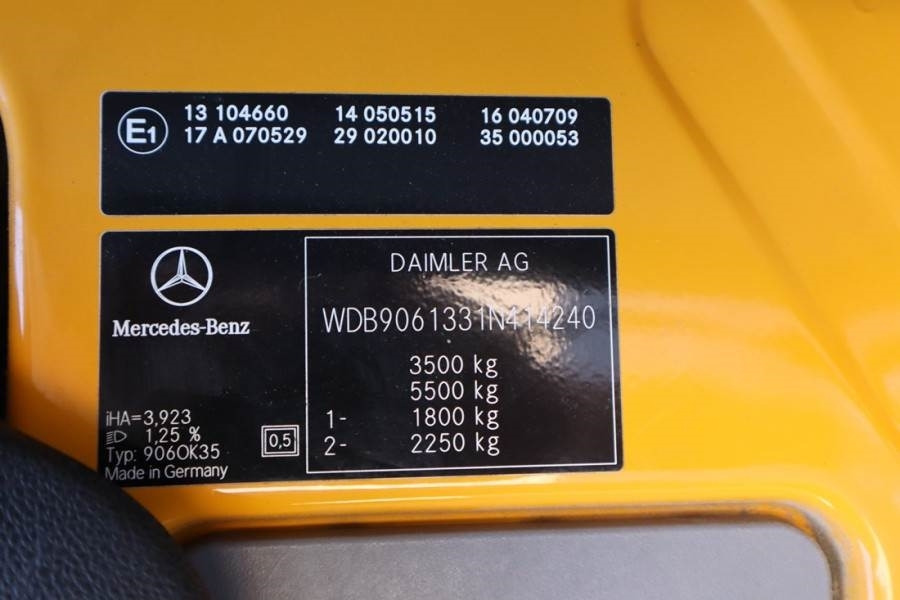 E1
13 104660 14 050515 16 040709
17 A 070529 29 020010 35 000053
Mercedes-Benz
DAIMLER AG
WDB9061331N414240
3500 kg
5500 kg
1- 1800 kg
2- 2250 kg
iHA=3,923
1,25 %
0,5
Typ: 906OK35
Made in Germany